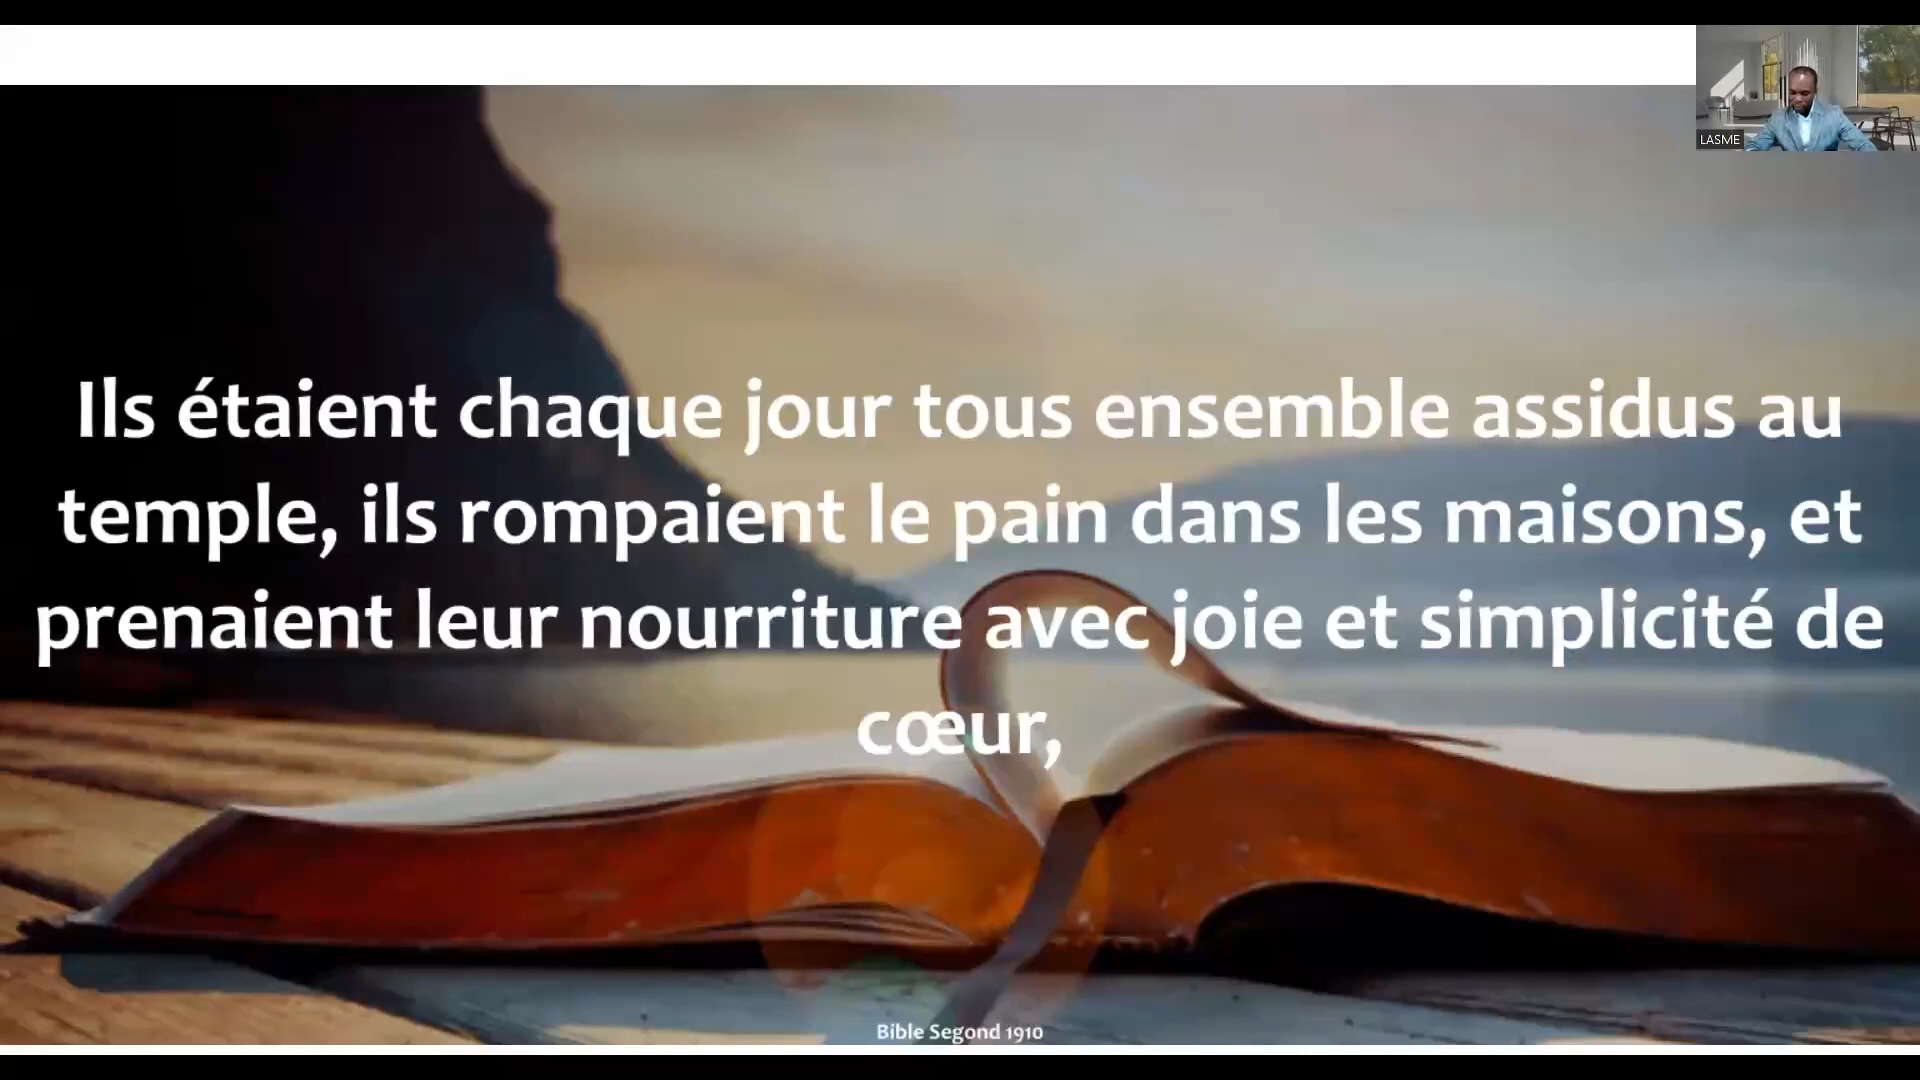 LASME
Ils étaient chaque jour tous ensemble assidus au
temple, ils rompaient le pain dans les maisons, et
prenaient leur nourriture avec joie et simplicité de
cœur,
Bible Segond 1910